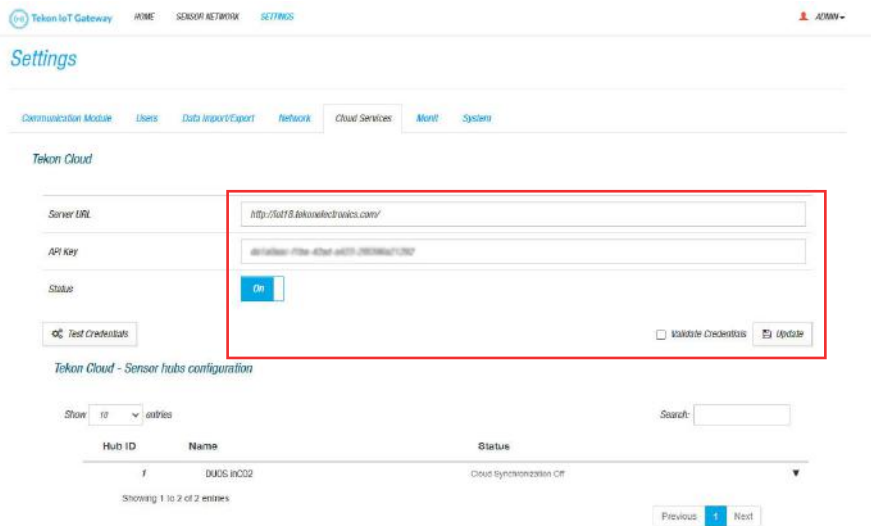 Tekon IoT Gateway HOME SENSOR NETWORK SETTINGS ADMIN
Settings
Communication Module Users Data Import/Export Network Cloud Services Monit System
Tekon Cloud
Server URL http://iot18.tekonelectronics.com/
API Key
Status On
Test Credentials Validate Credentials Update
Tekon Cloud - Sensor hubs configuration
Show 10 entries Search:
Hub ID Name Status
1 DUOS inCO2 Cloud Synchronization Off
Showing 1 to 2 of 2 entries
Previous 1 Next